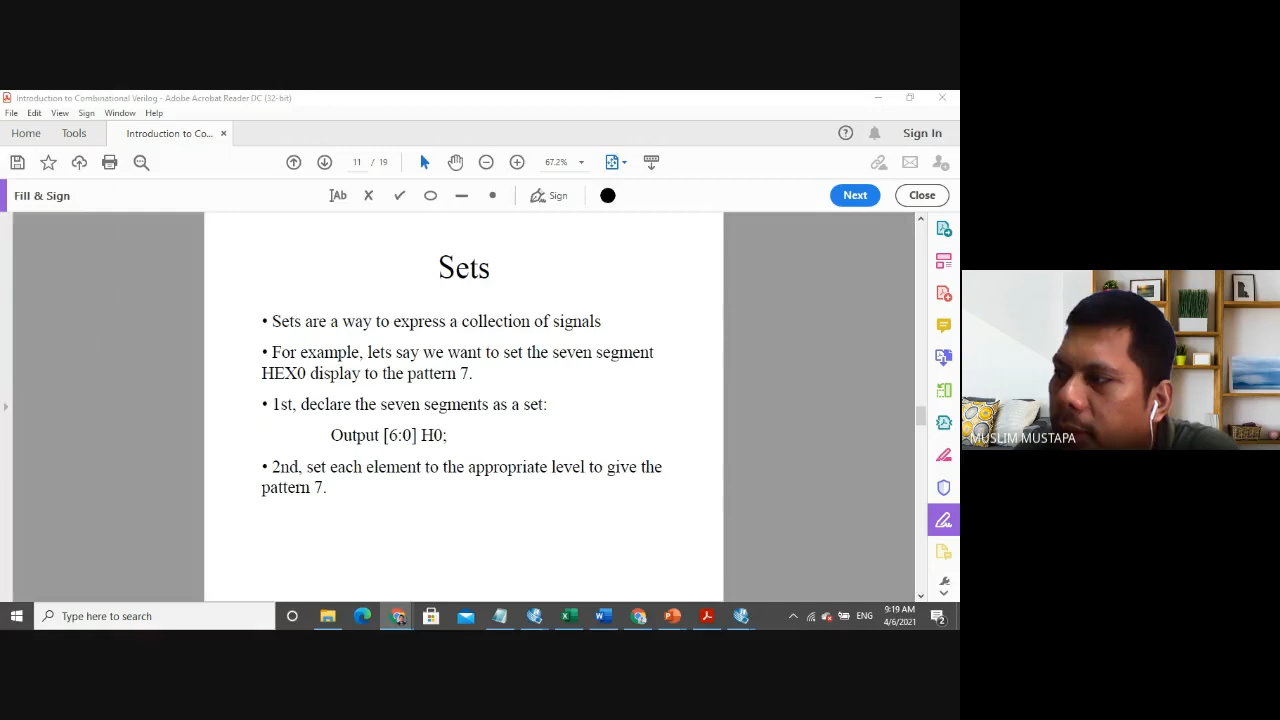 Introduction to Combinational Verilog - Adobe Acrobat Reader DC (32-bit)
File Edit View Sign Window Help
Home Tools Introduction to Co... × Sign In
11 / 19 67.2%
Fill & Sign Ab Sign Next Close
Sets
• Sets are a way to express a collection of signals
• For example, lets say we want to set the seven segment
HEX0 display to the pattern 7.
• 1st, declare the seven segments as a set:
Output [6:0] H0;
• 2nd, set each element to the appropriate level to give the
pattern 7.
MUSLIM MUSTAPA
Type here to search
ENG
9:19 AM
4/6/2021
2